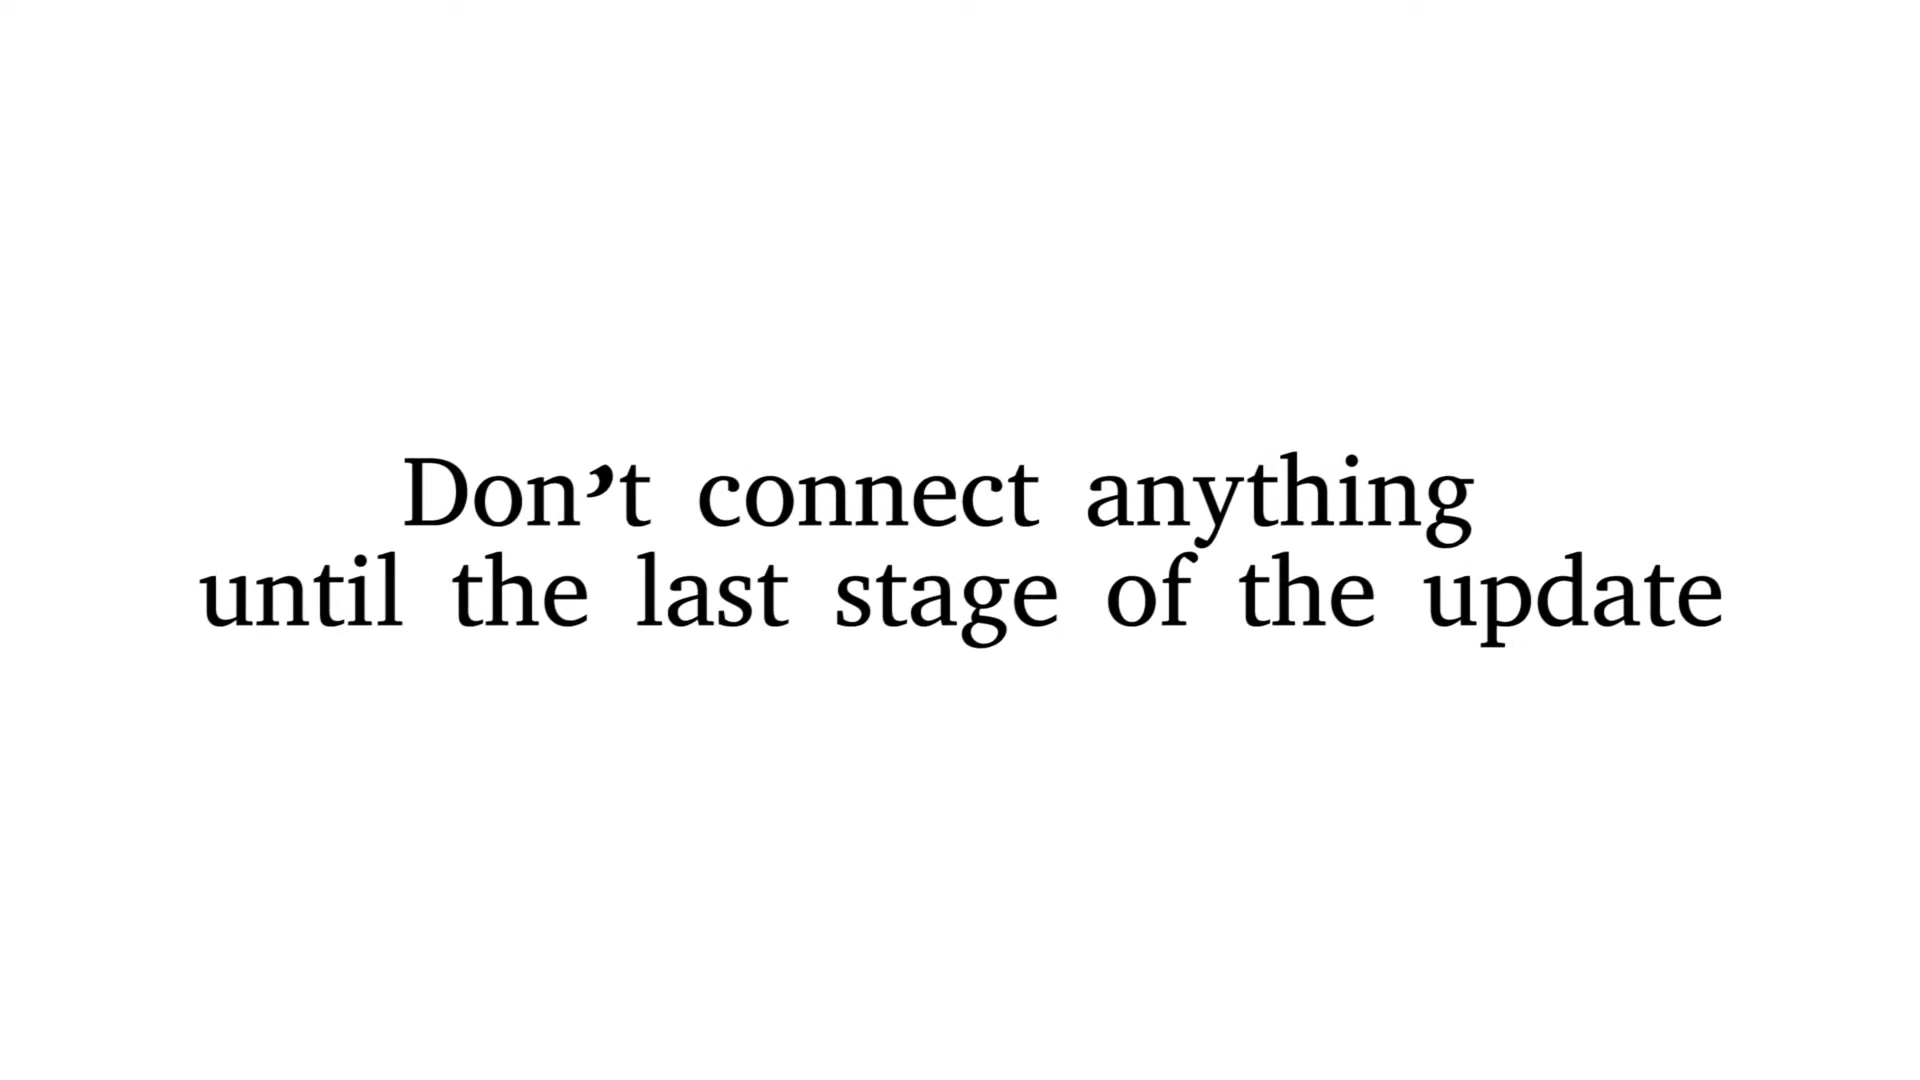 Don’t connect anything
until the last stage of the update